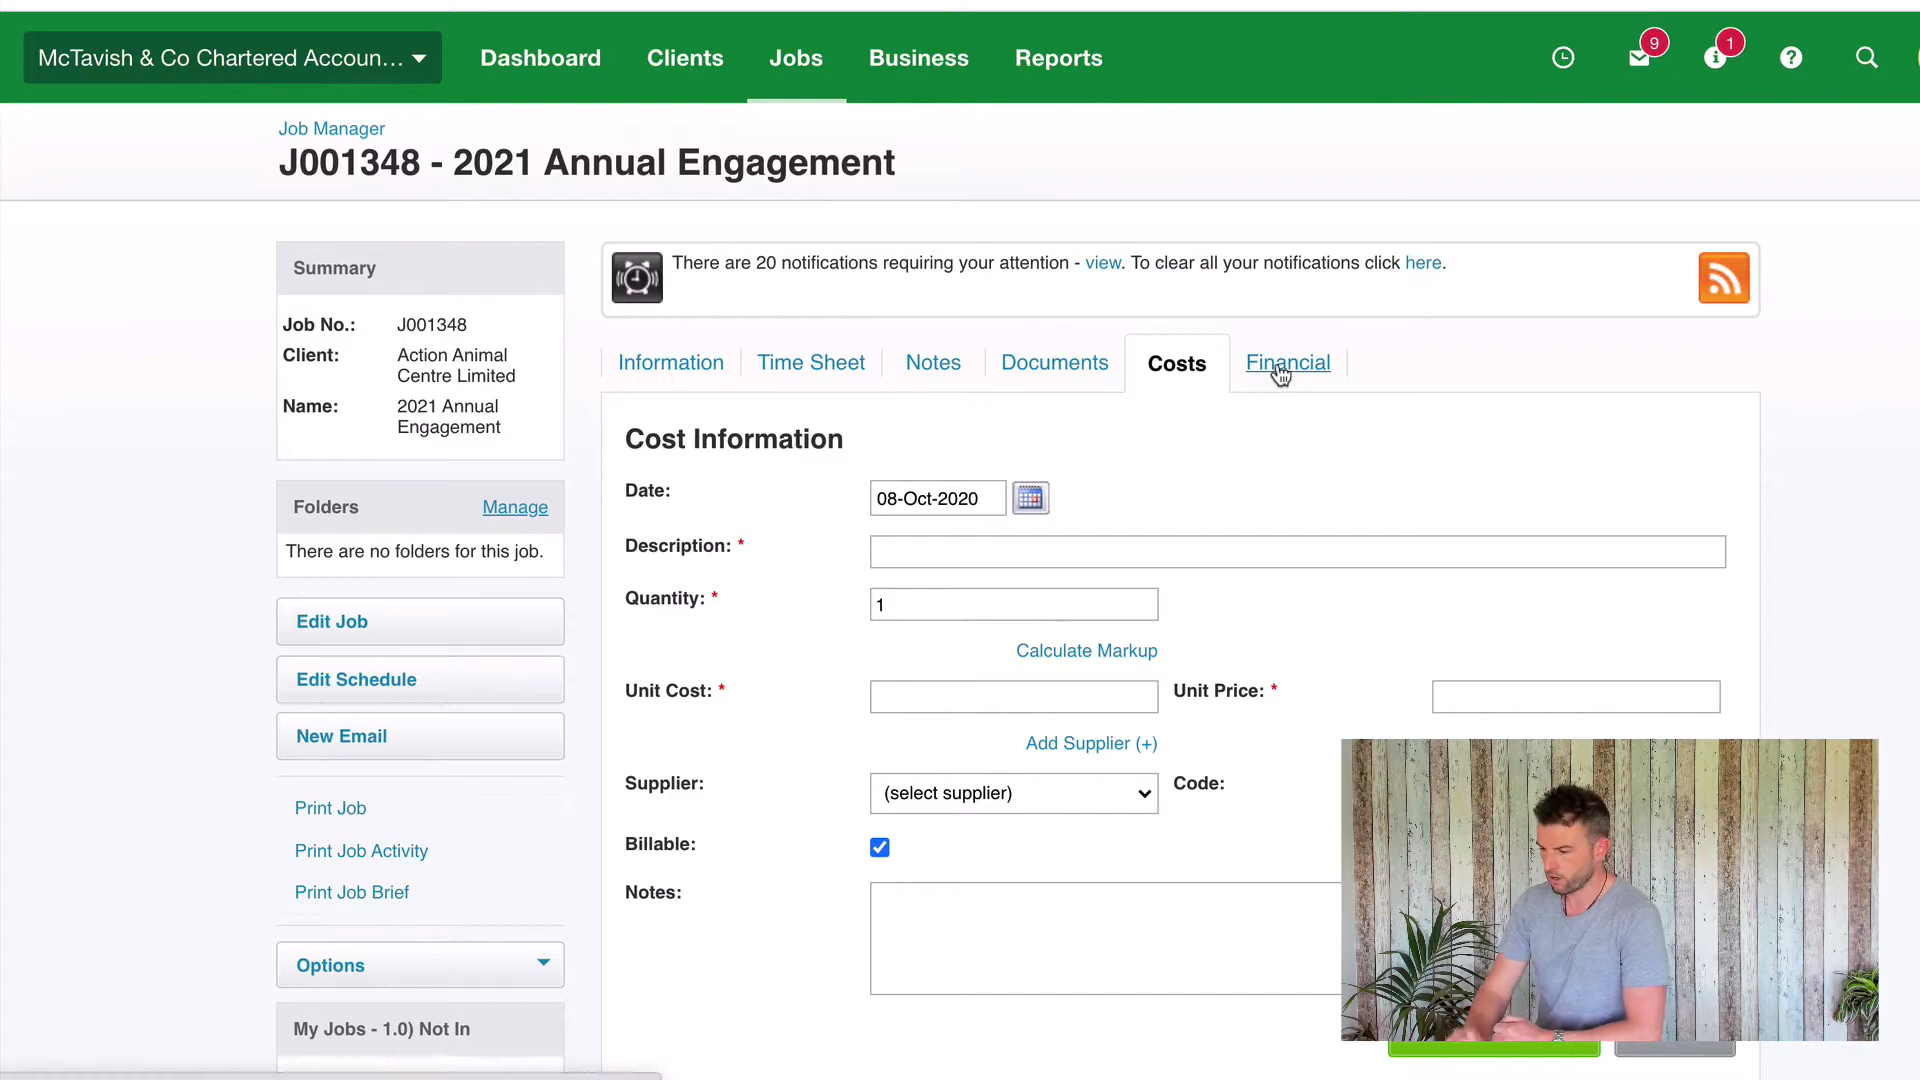 McTavish & Co Chartered Accoun...
Dashboard
Clients
Jobs
Business
Reports
9
1
Job Manager
J001348 - 2021 Annual Engagement
Summary
Job No.: J001348
Client: Action Animal
Centre Limited
Name: 2021 Annual
Engagement
Folders Manage
There are no folders for this job.
Edit Job
Edit Schedule
New Email
Print Job
Print Job Activity
Print Job Brief
Options
My Jobs - 1.0) Not In
There are 20 notifications requiring your attention - view. To clear all your notifications click here.
Information
Time Sheet
Notes
Documents
Costs
Financial
Cost Information
Date: 08-Oct-2020
Description: *
Quantity: * 1
Calculate Markup
Unit Cost: * Unit Price: *
Add Supplier (+)
Supplier: (select supplier) Code:
Billable:
Notes: